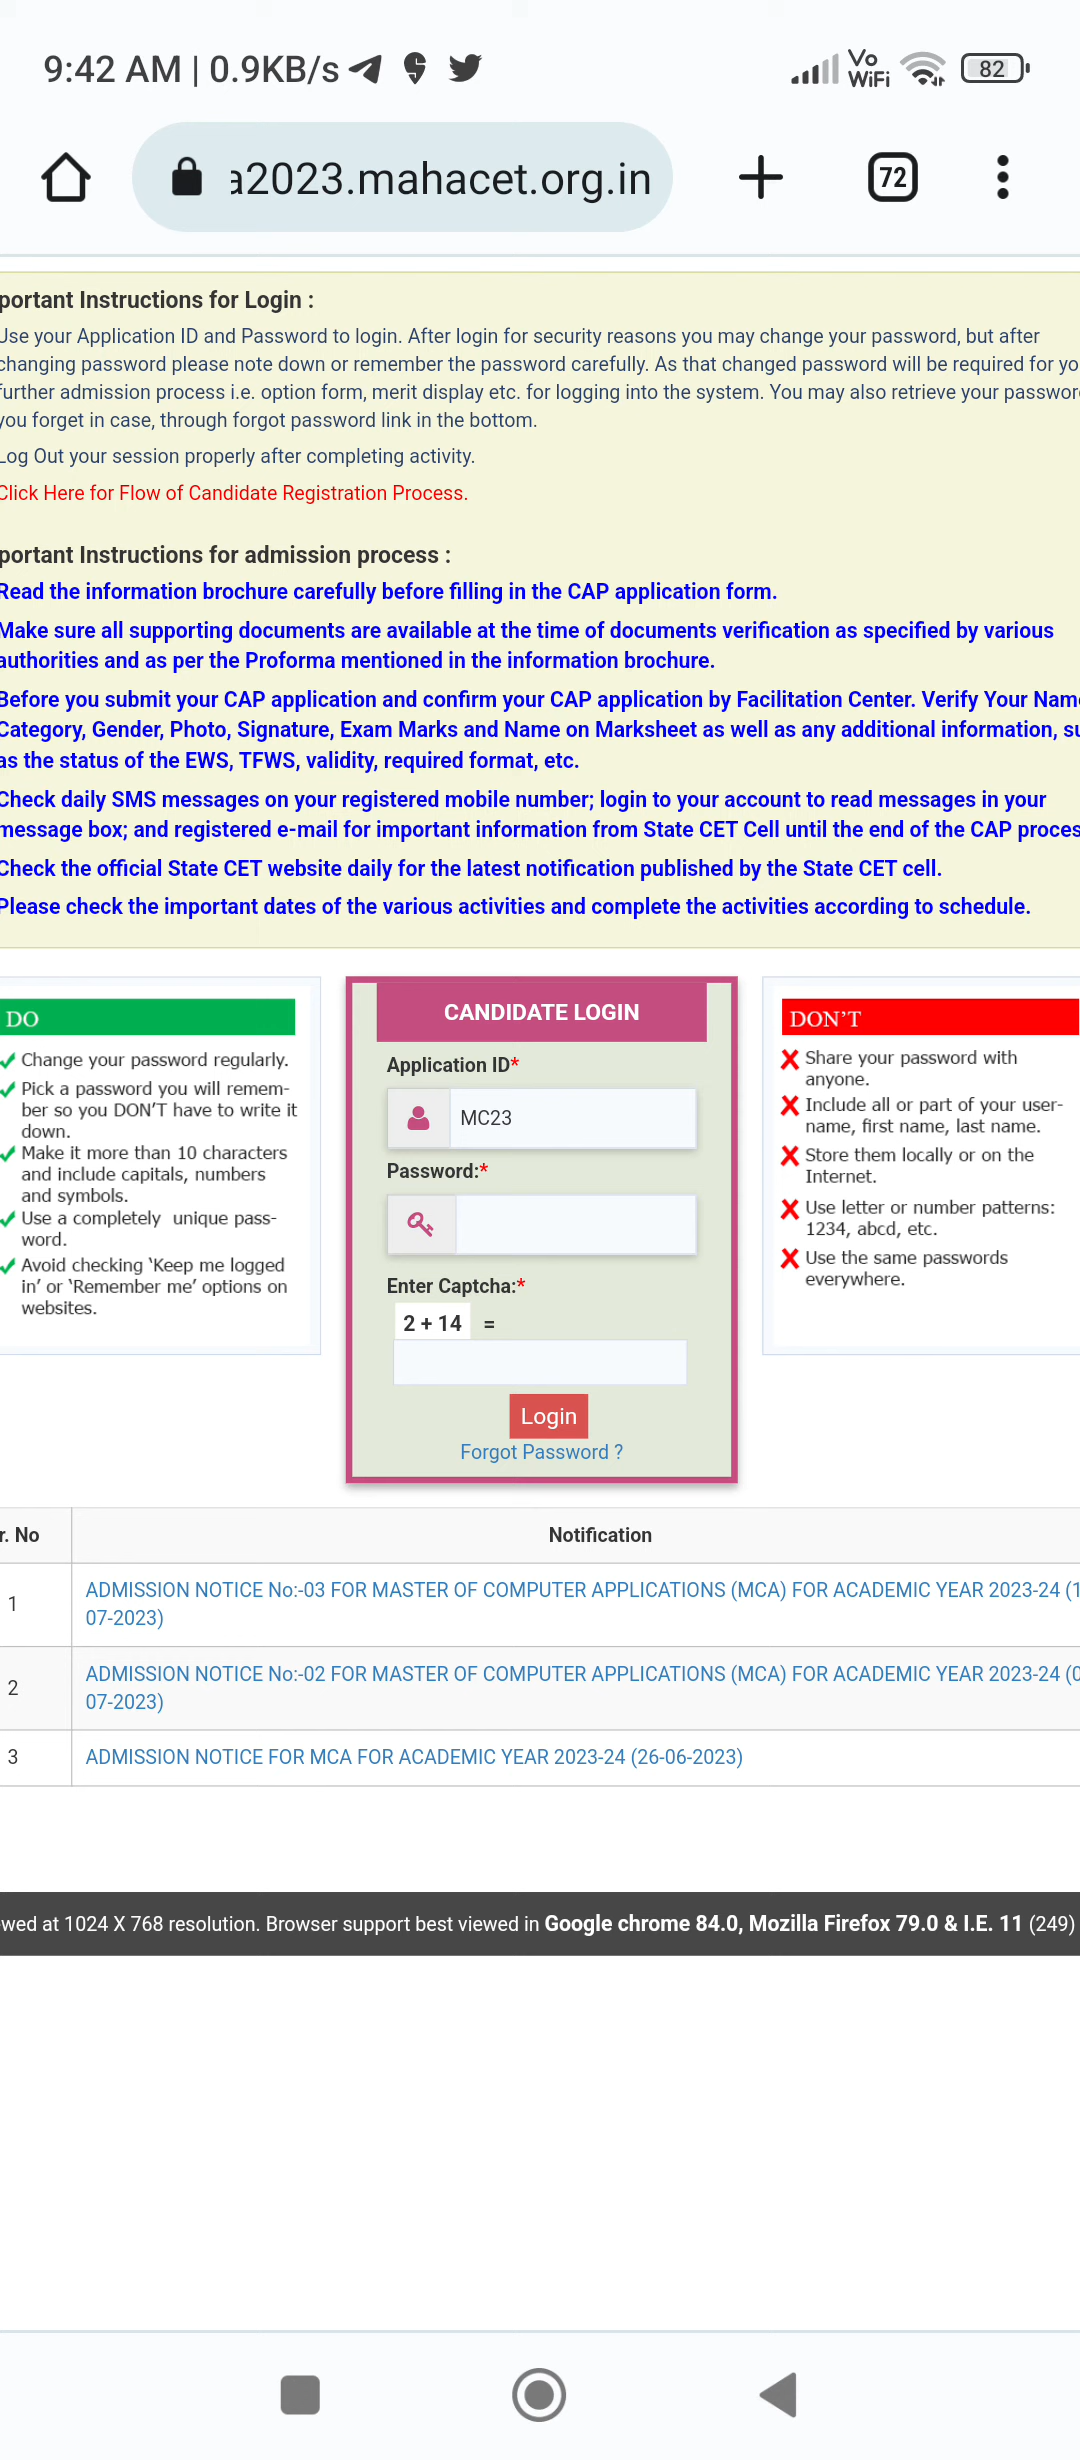 9:42 AM | 0.9KB/s
Vo
WiFi
82
a2023.mahacet.org.in
72
portant Instructions for Login :
Use your Application ID and Password to login. After login for security reasons you may change your password, but after
changing password please note down or remember the password carefully. As that changed password will be required for yo
further admission process i.e. option form, merit display etc. for logging into the system. You may also retrieve your passwor
you forget in case, through forgot password link in the bottom.
Log Out your session properly after completing activity.
Click Here for Flow of Candidate Registration Process.
portant Instructions for admission process :
Read the information brochure carefully before filling in the CAP application form.
Make sure all supporting documents are available at the time of documents verification as specified by various
authorities and as per the Proforma mentioned in the information brochure.
Before you submit your CAP application and confirm your CAP application by Facilitation Center. Verify Your Nam
Category, Gender, Photo, Signature, Exam Marks and Name on Marksheet as well as any additional information, su
as the status of the EWS, TFWS, validity, required format, etc.
Check daily SMS messages on your registered mobile number; login to your account to read messages in your
message box; and registered e-mail for important information from State CET Cell until the end of the CAP proces
Check the official State CET website daily for the latest notification published by the State CET cell.
Please check the important dates of the various activities and complete the activities according to schedule.
DO
Change your password regularly.
Pick a password you will remem-
ber so you DON'T have to write it
down.
Make it more than 10 characters
and include capitals, numbers
and symbols.
Use a completely unique pass-
word.
Avoid checking 'Keep me logged
in' or 'Remember me' options on
websites.
CANDIDATE LOGIN
Application ID*
MC23
Password:*
Enter Captcha:*
2 + 14 =
Login
Forgot Password ?
DON'T
Share your password with
anyone.
Include all or part of your user-
name, first name, last name.
Store them locally or on the
Internet.
Use letter or number patterns:
1234, abcd, etc.
Use the same passwords
everywhere.
r. No Notification
1 ADMISSION NOTICE No:-03 FOR MASTER OF COMPUTER APPLICATIONS (MCA) FOR ACADEMIC YEAR 2023-24 (1
07-2023)
2 ADMISSION NOTICE No:-02 FOR MASTER OF COMPUTER APPLICATIONS (MCA) FOR ACADEMIC YEAR 2023-24 (0
07-2023)
3 ADMISSION NOTICE FOR MCA FOR ACADEMIC YEAR 2023-24 (26-06-2023)
wed at 1024 X 768 resolution. Browser support best viewed in Google chrome 84.0, Mozilla Firefox 79.0 & I.E. 11 (249)